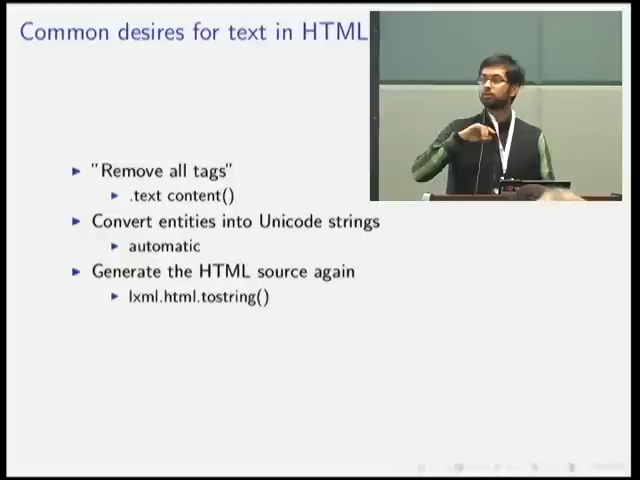 Common desires for text in HTML
"Remove all tags"
.text content()
Convert entities into Unicode strings
automatic
Generate the HTML source again
lxml.html.tostring()